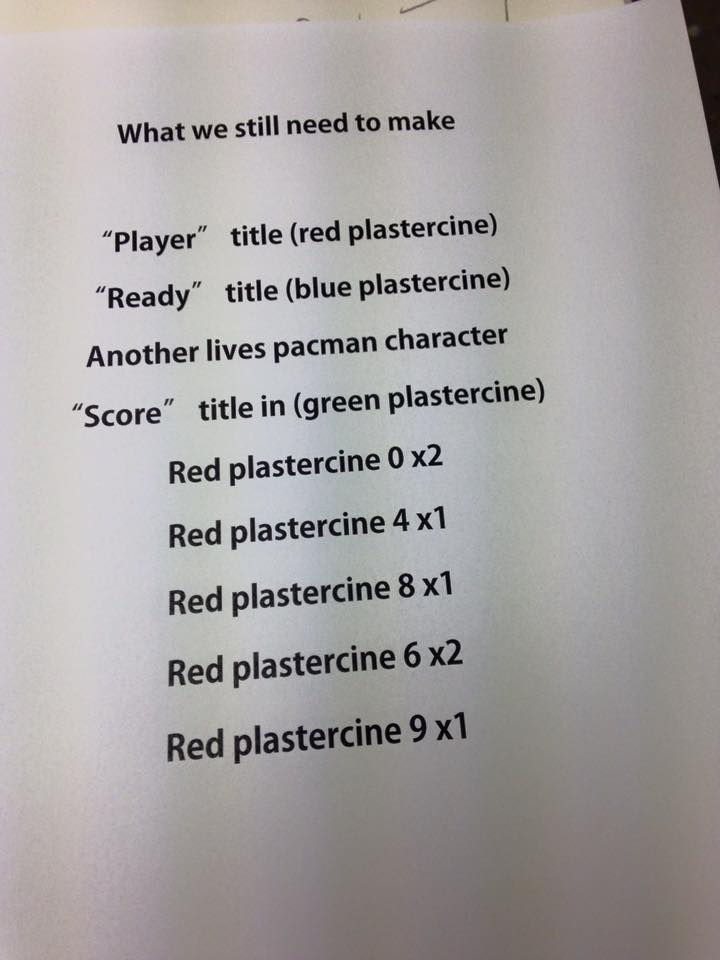 What we still need to make
“Player” title (red plastercine)
“Ready” title (blue plastercine)
Another lives pacman character
“Score” title in (green plastercine)
Red plastercine 0 x2
Red plastercine 4 x1
Red plastercine 8 x1
Red plastercine 6 x2
Red plastercine 9 x1